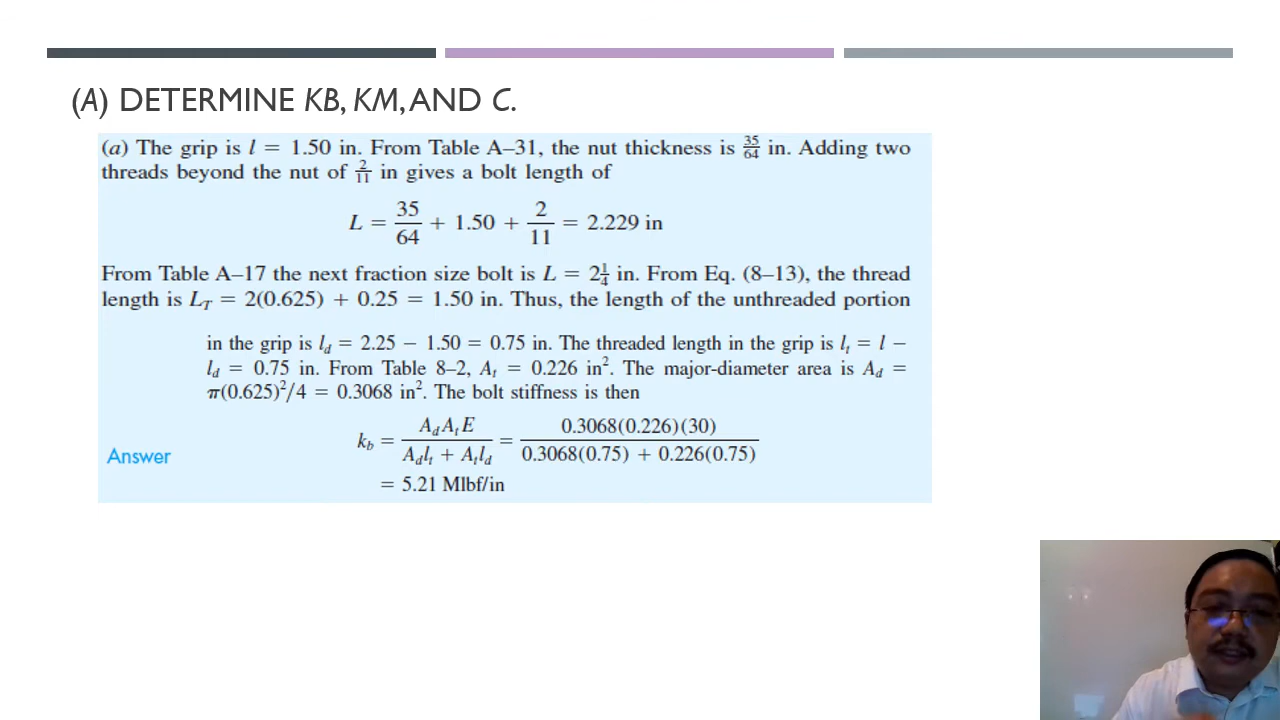 (A) DETERMINE KB, KM, AND C.
(a) The grip is l = 1.50 in. From Table A–31, the nut thickness is 35/64 in. Adding two
threads beyond the nut of 2/11 in gives a bolt length of
L = 35/64 + 1.50 + 2/11 = 2.229 in
From Table A–17 the next fraction size bolt is L = 2 1/4 in. From Eq. (8–13), the thread
length is L_T = 2(0.625) + 0.25 = 1.50 in. Thus, the length of the unthreaded portion
in the grip is l_d = 2.25 − 1.50 = 0.75 in. The threaded length in the grip is l_t = l −
l_d = 0.75 in. From Table 8–2, A_t = 0.226 in². The major-diameter area is A_d =
π(0.625)²/4 = 0.3068 in². The bolt stiffness is then
Answer k_b = A_d A_t E / (A_d l_t + A_t l_d) = 0.3068(0.226)(30) / (0.3068(0.75) + 0.226(0.75))
= 5.21 Mlbf/in